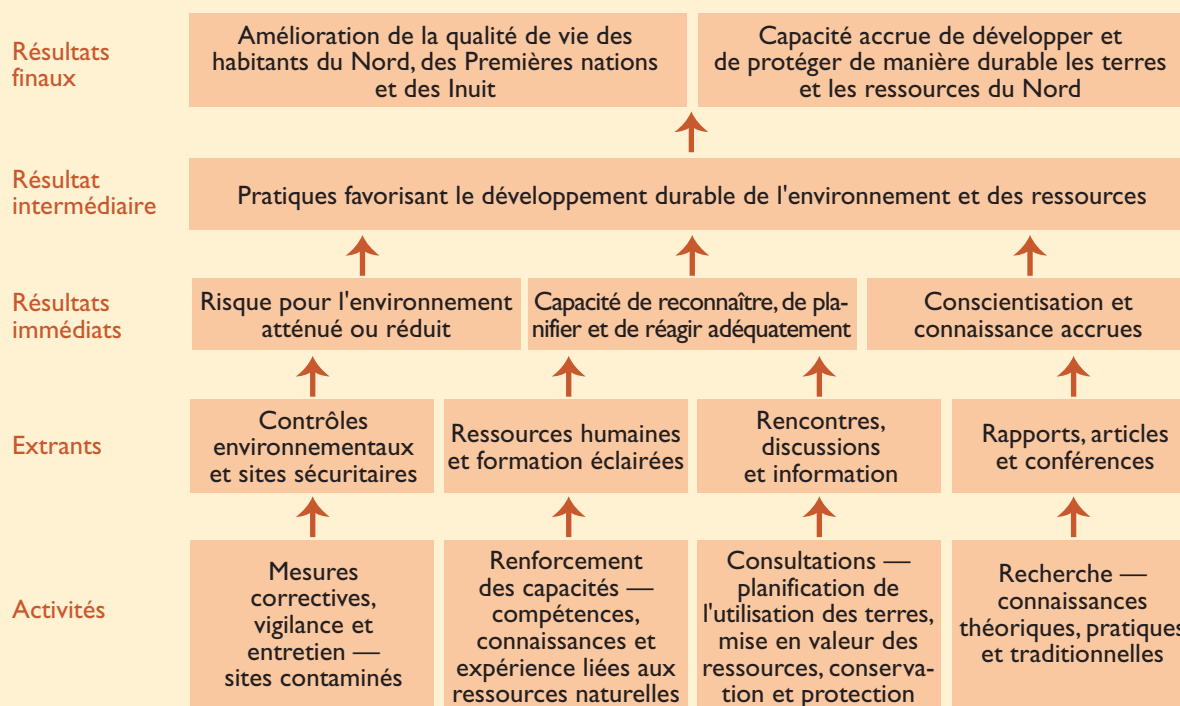 Résultats
finaux
Amélioration de la qualité de vie des
habitants du Nord, des Premières nations
et des Inuit
Capacité accrue de développer et
de protéger de manière durable les terres
et les ressources du Nord
Résultat
intermédiaire
Pratiques favorisant le développement durable de l'environnement et des ressources
Résultats
immédiats
Risque pour l'environnement
atténué ou réduit
Capacité de reconnaître, de pla-
nifier et de réagir adéquatement
Conscientisation et
connaissance accrues
Extrants
Contrôles
environnementaux
et sites sécuritaires
Ressources humaines
et formation éclairées
Rencontres,
discussions
et information
Rapports, articles
et conférences
Activités
Mesures
correctives,
vigilance et
entretien —
sites contaminés
Renforcement
des capacités —
compétences,
connaissances et
expérience liées aux
ressources naturelles
Consultations —
planification de
l'utilisation des terres,
mise en valeur des
ressources, conserva-
tion et protection
Recherche —
connaissances
théoriques, pratiques
et traditionnelles